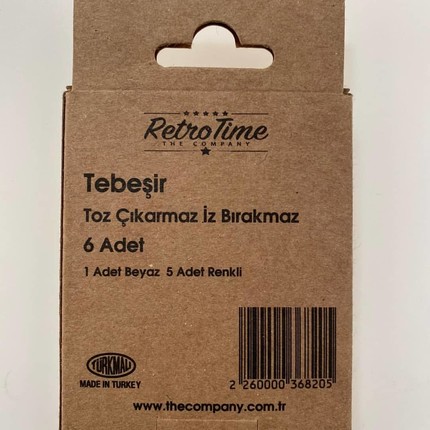 RetroTime
THE COMPANY
Tebeşir
Toz Çıkarmaz İz Bırakmaz
6 Adet
1 Adet Beyaz 5 Adet Renkli
TÜRKMALI
MADE IN TURKEY
2 260000 368205
www.thecompany.com.tr